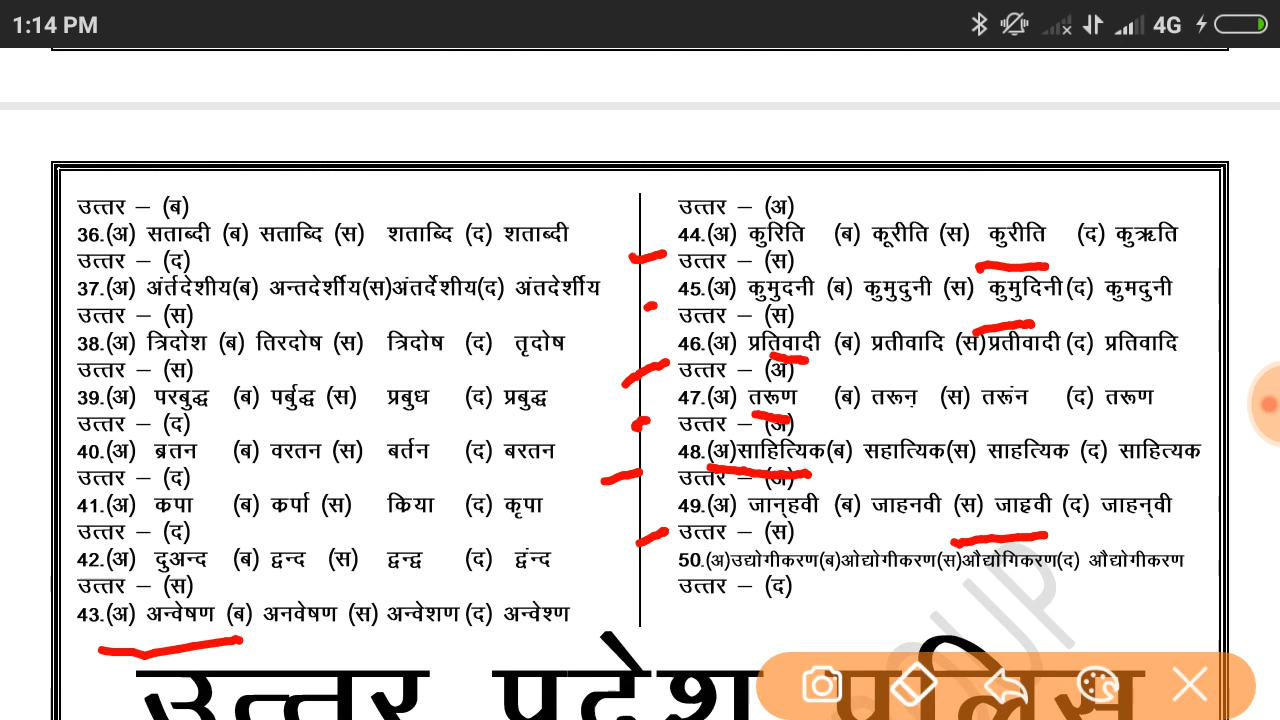 1:14 PM
4G
उत्तर – (ब)
36.(अ) सताब्दी (ब) सताब्दि (स) शताब्दि (द) शताब्दी
उत्तर – (द)
37.(अ) अंर्तदेशीय(ब) अन्तदेर्शीय(स)अंतर्देशीय(द) अंतदेर्शीय
उत्तर – (स)
38.(अ) त्रिदोश (ब) तिरदोष (स) त्रिदोष (द) तृदोष
उत्तर – (स)
39.(अ) परबुद्ध (ब) पर्बुद्ध (स) प्रबुध (द) प्रबुद्ध
उत्तर – (द)
40.(अ) ब्रतन (ब) वरतन (स) बर्तन (द) बरतन
उत्तर – (द)
41.(अ) कपा (ब) कर्पा (स) किया (द) कृपा
उत्तर – (द)
42.(अ) दुअन्द (ब) द्वन्द (स) द्वन्द्व (द) द्वंन्द
उत्तर – (स)
43.(अ) अन्वेषण (ब) अनवेषण (स) अन्वेशण (द) अन्वेश्ण
उत्तर – (अ)
44.(अ) कुरिति (ब) कूरीति (स) कुरीति (द) कुऋति
उत्तर – (स)
45.(अ) कुमुदनी (ब) कुमुदुनी (स) कुमुदिनी(द) कुमदुनी
उत्तर – (स)
46.(अ) प्रतिवादी (ब) प्रतीवादि (स)प्रतीवादी(द) प्रतिवादि
उत्तर – (अ)
47.(अ) तरूण (ब) तरून (स) तरूंन (द) तरूण
उत्तर – (अ)
48.(अ)साहित्यिक(ब) सहात्यिक(स) साहत्यिक (द) साहित्यक
उत्तर – (अ)
49.(अ) जान्हवी (ब) जाहनवी (स) जाह्नवी (द) जाहन्वी
उत्तर – (स)
50.(अ)उद्योगीकरण(ब)ओद्योगीकरण(स)औद्योगिकरण(द) औद्योगीकरण
उत्तर – (द)
उत्तर प्रदेश पुलिस